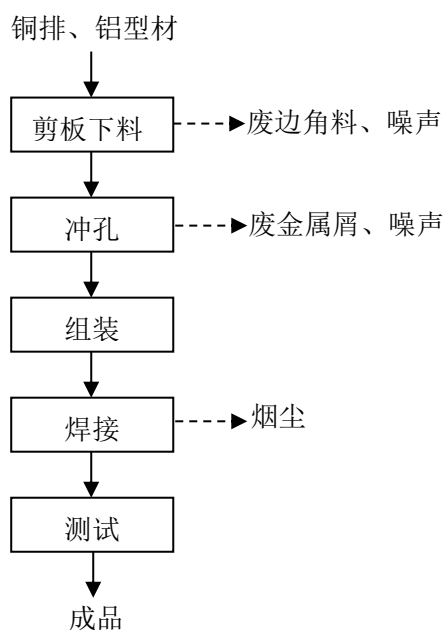 铜排、铝型材
剪板下料
废边角料、噪声
冲孔
废金属屑、噪声
组装
焊接
烟尘
测试
成品